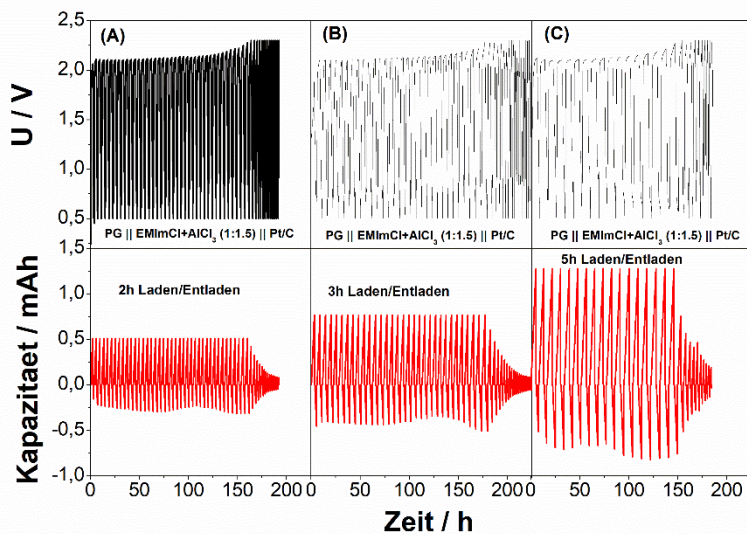 (A)
(B)
(C)
U / V
2,5
2,0
1,5
1,0
0,5
PG || EMImCl+AlCl₃ (1:1.5) || Pt/C
PG || EMImCl+AlCl₃ (1:1.5) || Pt/C
PG || EMImCl+AlCl₃ (1:1.5) || Pt/C
Kapazitaet / mAh
1,5
1,0
0,5
0,0
-0,5
-1,0
2h Laden/Entladen
3h Laden/Entladen
5h Laden/Entladen
0 50 100 150 200
0 50 100 150 200
0 50 100 150 200
Zeit / h